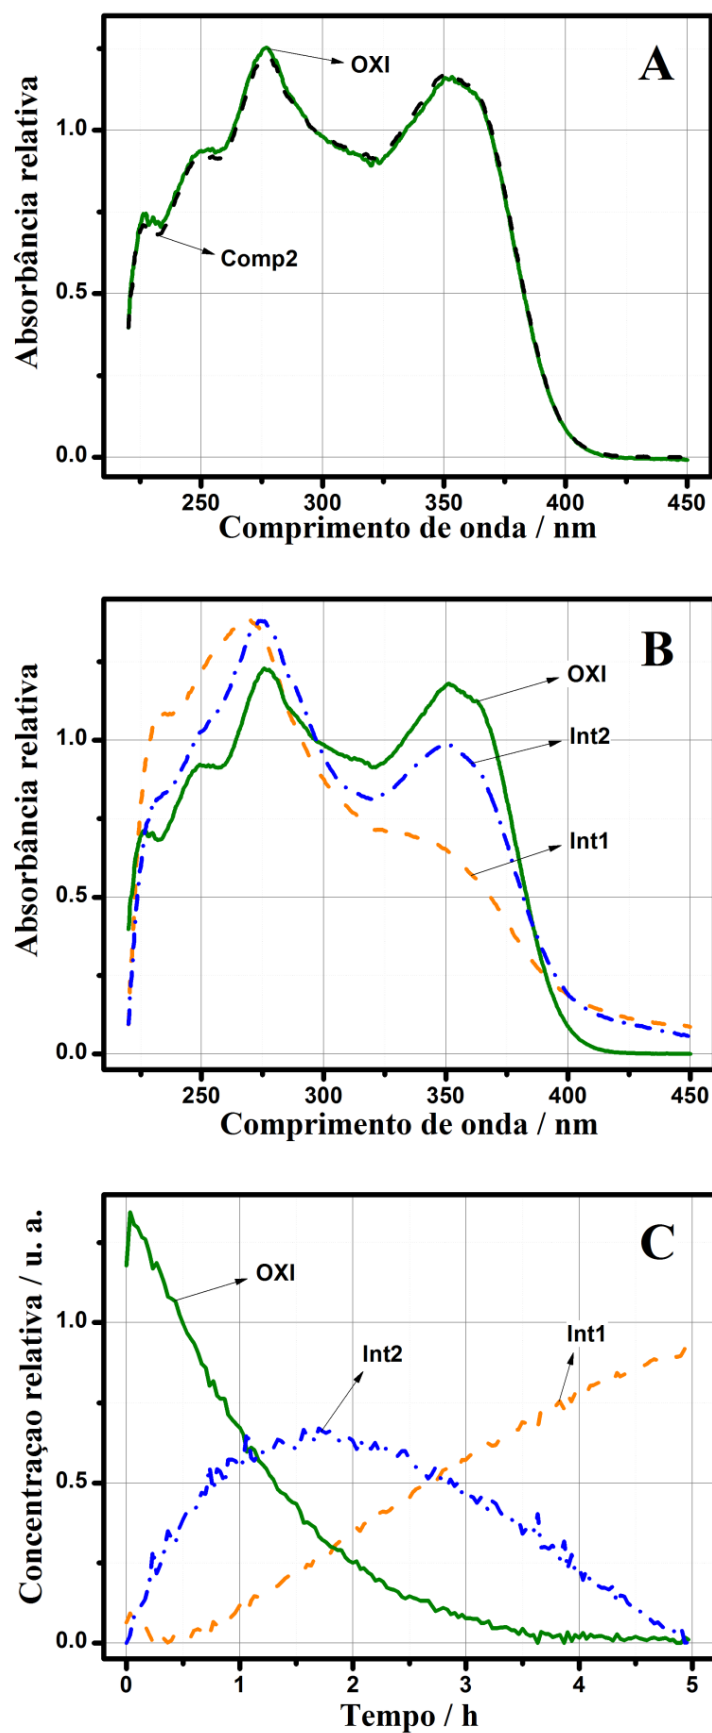 A
OXI
Comp2
Absorbância relativa
1.0
0.5
0.0
250 300 350 400 450
Comprimento de onda / nm
B
OXI
Int2
Int1
Absorbância relativa
1.0
0.5
0.0
250 300 350 400 450
Comprimento de onda / nm
C
OXI
Int2
Int1
Concentraçao relativa / u. a.
1.0
0.5
0.0
0 1 2 3 4 5
Tempo / h